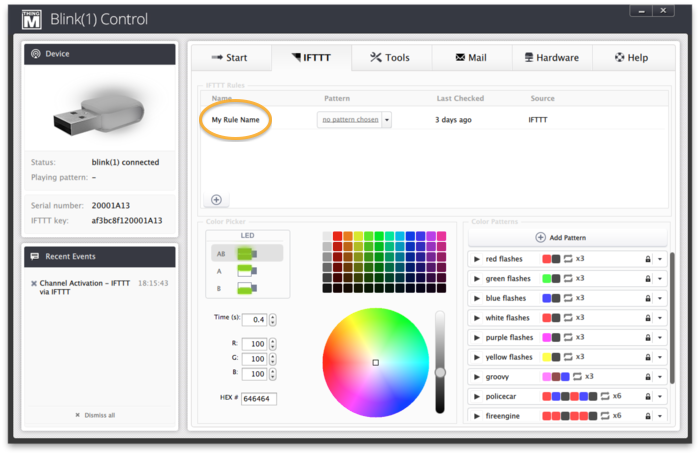 THING M
Blink(1) Control
Device
Status: blink(1) connected
Playing pattern: –
Serial number: 20001A13
IFTTT key: af3bc8f120001A13
Recent Events
Channel Activation – IFTTT 18:15:43
via IFTTT
Dismiss all
Start IFTTT Tools Mail Hardware Help
IFTTT Rules
Name Pattern Last Checked Source
My Rule Name no pattern chosen 3 days ago IFTTT
Color Picker
LED
AB
A
B
Time (s): 0.4
R: 100
G: 100
B: 100
HEX # 646464
Color Patterns
Add Pattern
red flashes x3
green flashes x3
blue flashes x3
white flashes x3
purple flashes x3
yellow flashes x3
groovy x3
policecar x6
fireengine x6